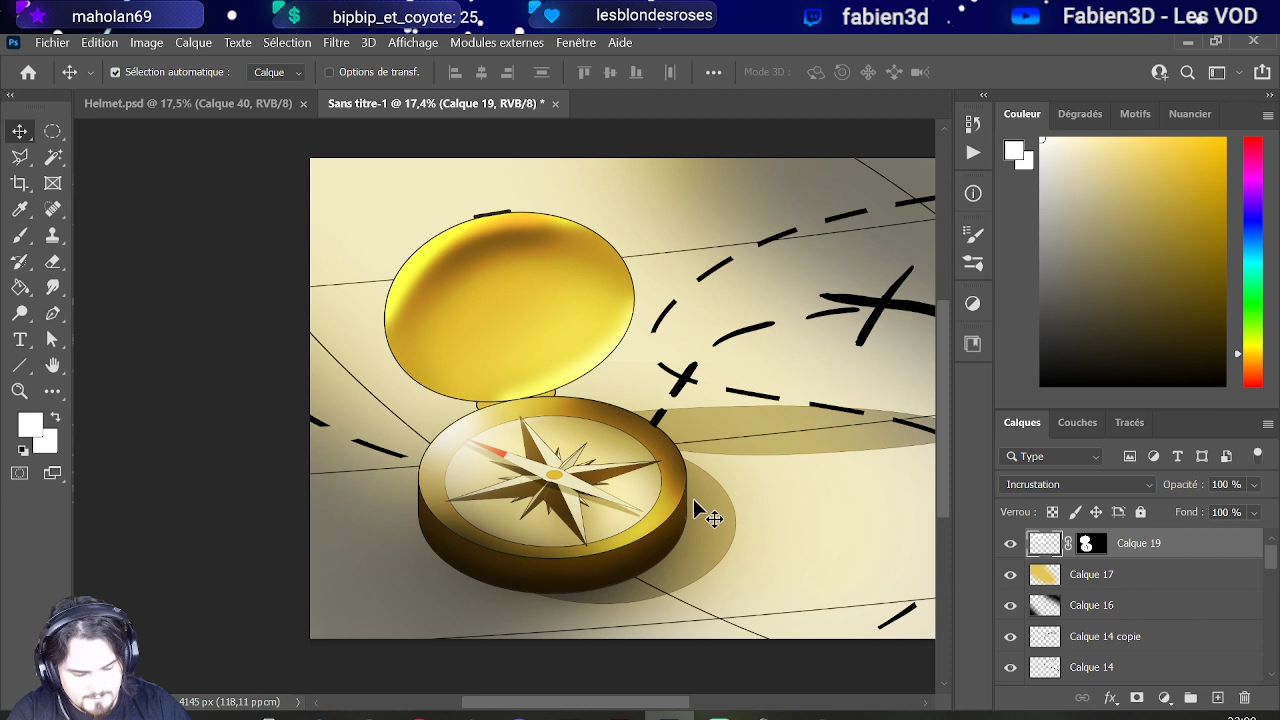 maholan69
bipbip_et_coyote: 25
lesblondesroses
fabien3d
Fabien3D - Les VOD
Ps
Fichier Edition Image Calque Texte Sélection Filtre 3D Affichage Modules externes Fenêtre Aide
Sélection automatique : Calque Options de transf. Mode 3D :
Helmet.psd @ 17,5% (Calque 40, RVB/8) Sans titre-1 @ 17,4% (Calque 19, RVB/8) *
Couleur Dégradés Motifs Nuancier
Calques Couches Tracés
Type
Incrustation Opacité : 100 %
Verrou : Fond : 100 %
Calque 19
Calque 17
Calque 16
Calque 14 copie
Calque 14
4145 px (118,11 ppcm)